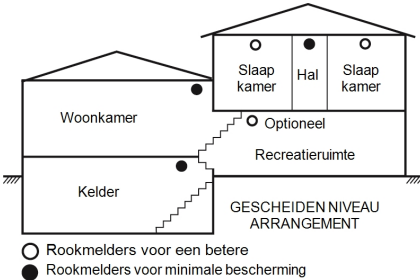 Slaap
kamer
Hal
Slaap
kamer
Woonkamer
Optioneel
Recreatieruimte
Kelder
GESCHEIDEN NIVEAU
ARRANGEMENT
Rookmelders voor een betere
Rookmelders voor minimale bescherming